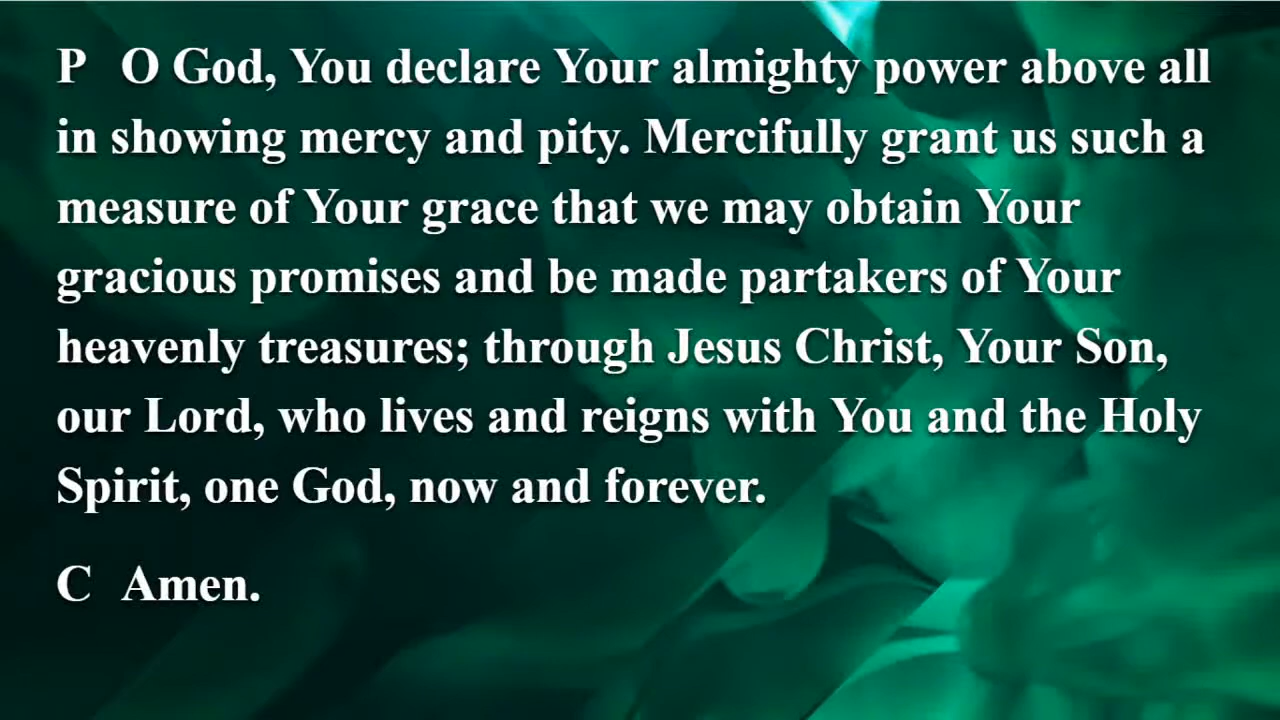 P O God, You declare Your almighty power above all
in showing mercy and pity. Mercifully grant us such a
measure of Your grace that we may obtain Your
gracious promises and be made partakers of Your
heavenly treasures; through Jesus Christ, Your Son,
our Lord, who lives and reigns with You and the Holy
Spirit, one God, now and forever.
C Amen.